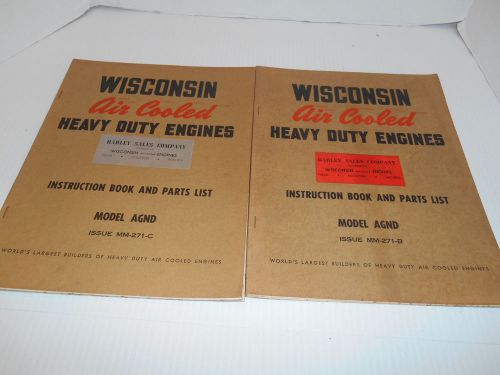 WISCONSIN
Air Cooled
HEAVY DUTY ENGINES
HARLEY SALES COMPANY
WISCONSIN ENGINES
INSTRUCTION BOOK AND PARTS LIST
MODEL AGND
ISSUE MM-271-C
WORLD'S LARGEST BUILDERS OF HEAVY DUTY AIR COOLED ENGINES
WISCONSIN
Air Cooled
HEAVY DUTY ENGINES
HARLEY SALES COMPANY
WISCONSIN
INSTRUCTION BOOK AND PARTS LIST
MODEL AGND
ISSUE MM-271-B
WORLD'S LARGEST BUILDERS OF HEAVY DUTY AIR COOLED ENGINES